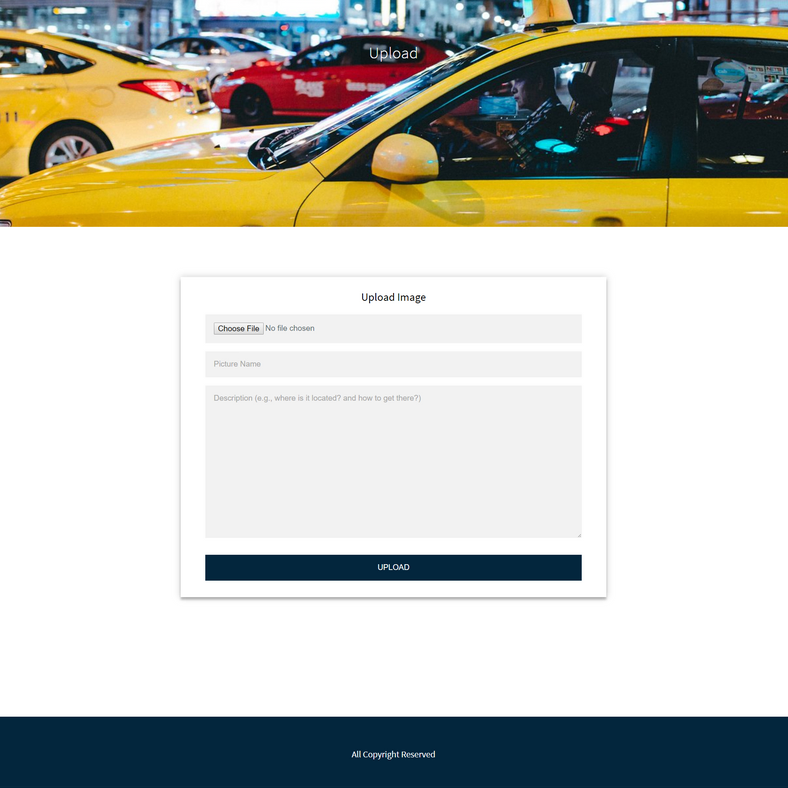 Upload
Upload Image
Choose File No file chosen
Picture Name
Description (e.g., where is it located? and how to get there?)
UPLOAD
All Copyright Reserved